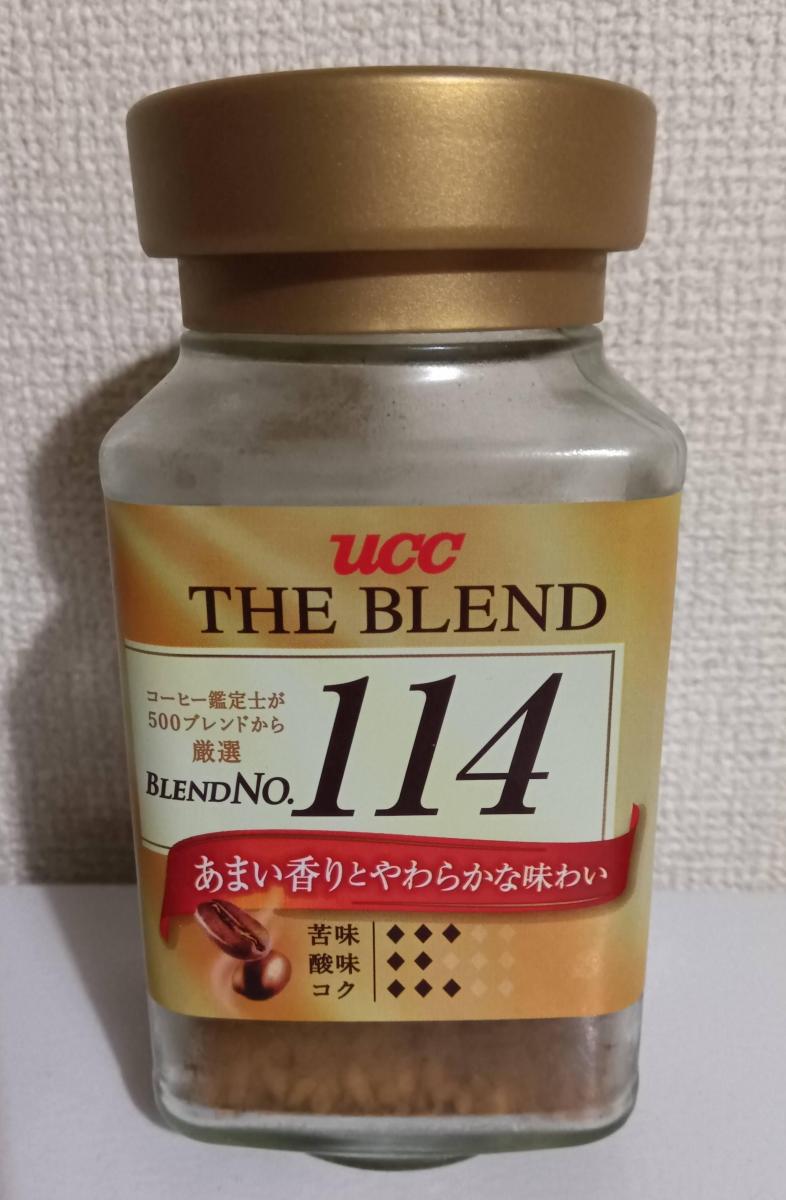 UCC
THE BLEND
コーヒー鑑定士が
500ブレンドから
厳選
BLEND NO. 114
あまい香りとやわらかな味わい
苦味 ◆◆◆◆◆
酸味 ◆◆◆◆◆
コク ◆◆◆◆◆